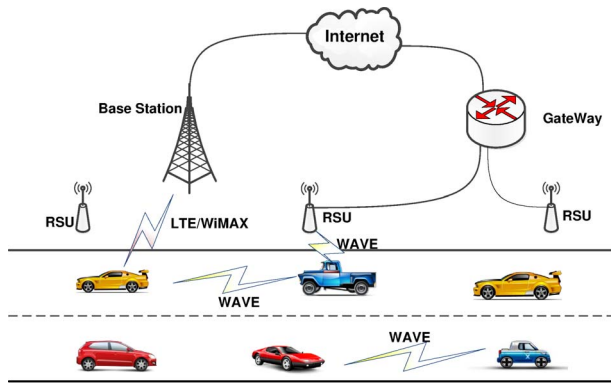 Internet
Base Station
GateWay
RSU
LTE/WiMAX
RSU
RSU
WAVE
WAVE
WAVE